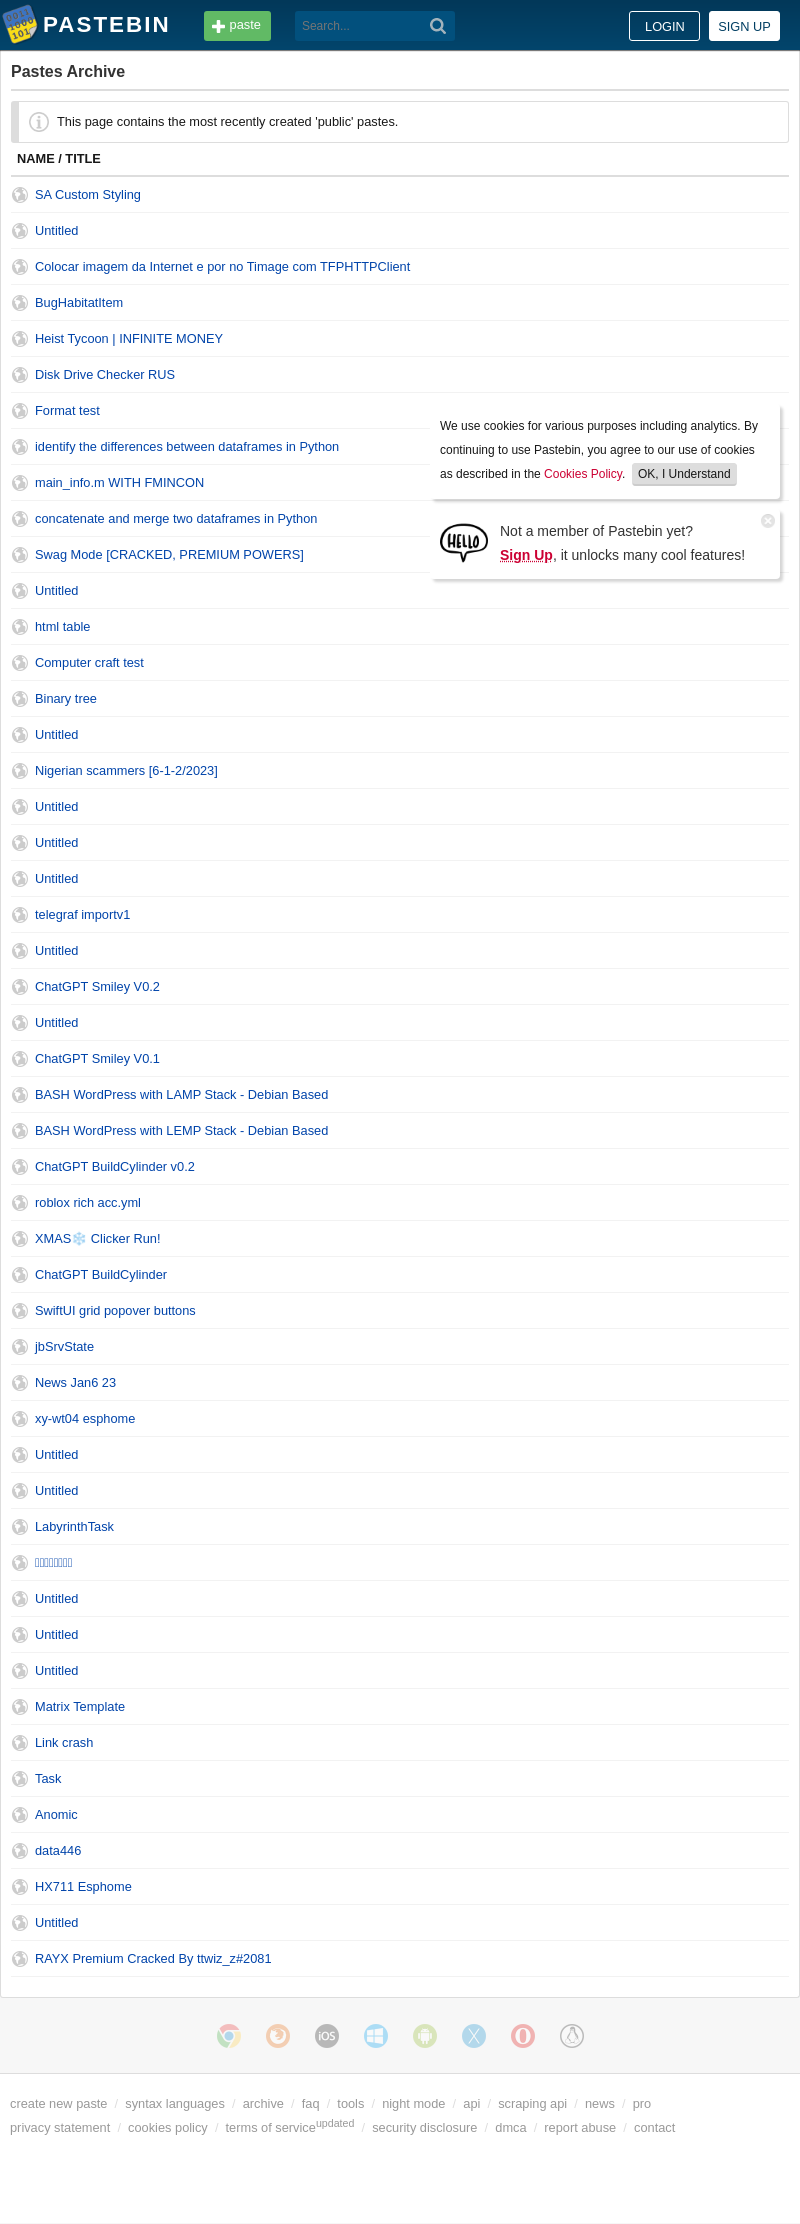 PASTEBIN
paste
Search...
LOGIN
SIGN UP
Pastes Archive
This page contains the most recently created 'public' pastes.
NAME / TITLE
SA Custom Styling
Untitled
Colocar imagem da Internet e por no Timage com TFPHTTPClient
BugHabitatItem
Heist Tycoon | INFINITE MONEY
Disk Drive Checker RUS
Format test
identify the differences between dataframes in Python
main_info.m WITH FMINCON
concatenate and merge two dataframes in Python
Swag Mode [CRACKED, PREMIUM POWERS]
We use cookies for various purposes including analytics. By
continuing to use Pastebin, you agree to our use of cookies
as described in the Cookies Policy. OK, I Understand
HELLO
Not a member of Pastebin yet?
Sign Up, it unlocks many cool features!
Untitled
html table
Computer craft test
Binary tree
Untitled
Nigerian scammers [6-1-2/2023]
Untitled
Untitled
Untitled
telegraf importv1
Untitled
ChatGPT Smiley V0.2
Untitled
ChatGPT Smiley V0.1
BASH WordPress with LAMP Stack - Debian Based
BASH WordPress with LEMP Stack - Debian Based
ChatGPT BuildCylinder v0.2
roblox rich acc.yml
XMAS❄️ Clicker Run!
ChatGPT BuildCylinder
SwiftUI grid popover buttons
jbSrvState
News Jan6 23
xy-wt04 esphome
Untitled
Untitled
LabyrinthTask
Untitled
Untitled
Untitled
Matrix Template
Link crash
Task
Anomic
data446
HX711 Esphome
Untitled
RAYX Premium Cracked By ttwiz_z#2081
iOS
create new paste / syntax languages / archive / faq / tools / night mode / api / scraping api / news / pro
privacy statement / cookies policy / terms of serviceupdated / security disclosure / dmca / report abuse / contact